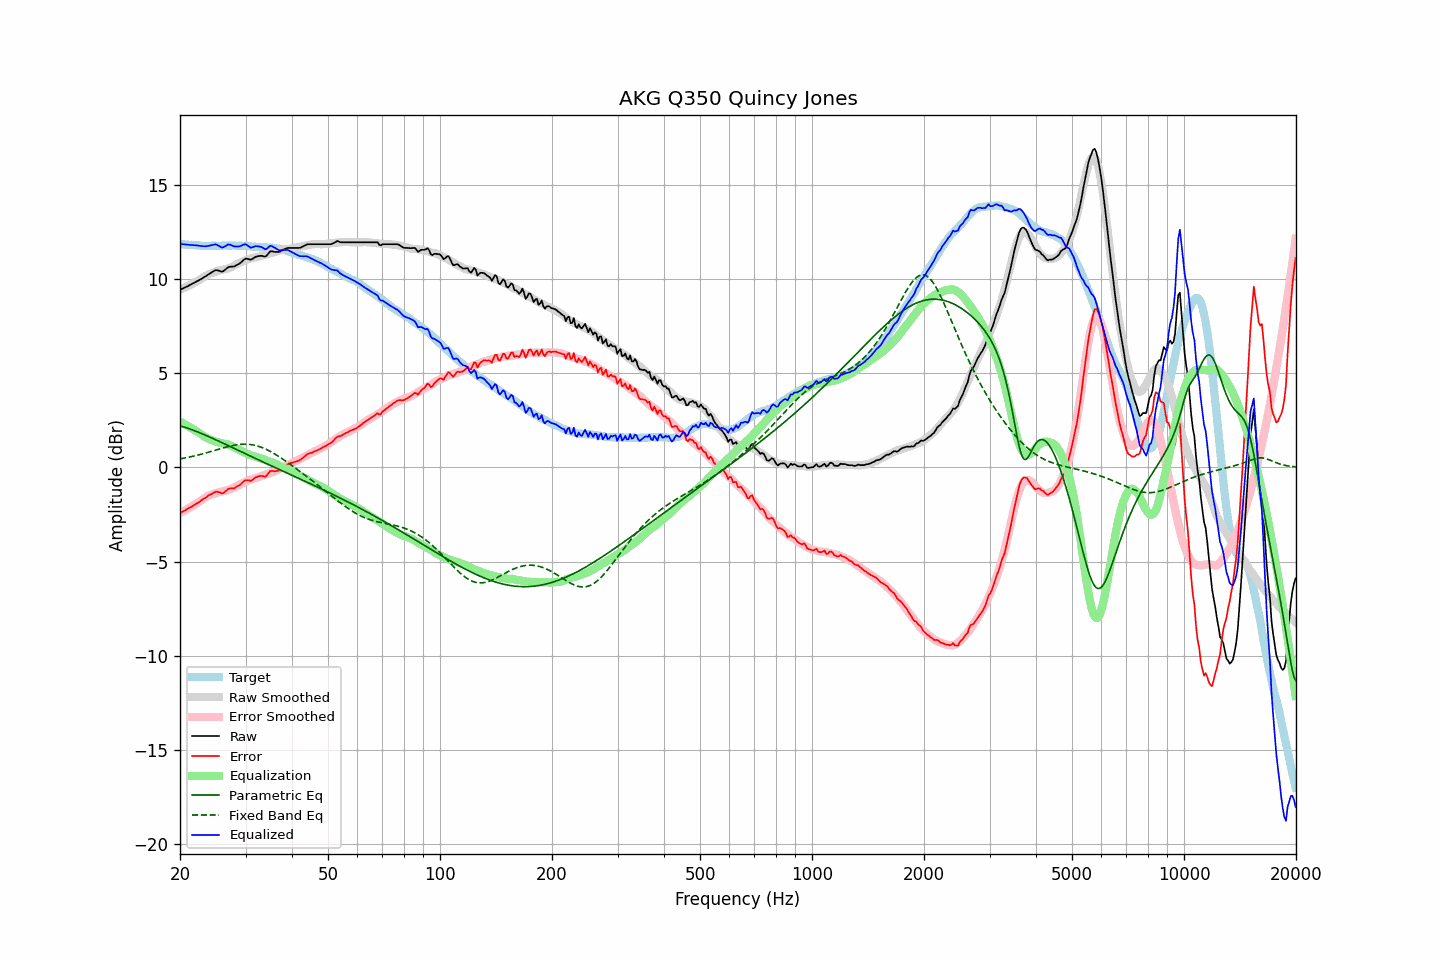 AKG Q350 Quincy Jones
Amplitude (dBr)
15
10
5
0
−5
−10
−15
−20
Target
Raw Smoothed
Error Smoothed
Raw
Error
Equalization
Parametric Eq
Fixed Band Eq
Equalized
20 50 100 200 500 1000 2000 5000 10000 20000
Frequency (Hz)